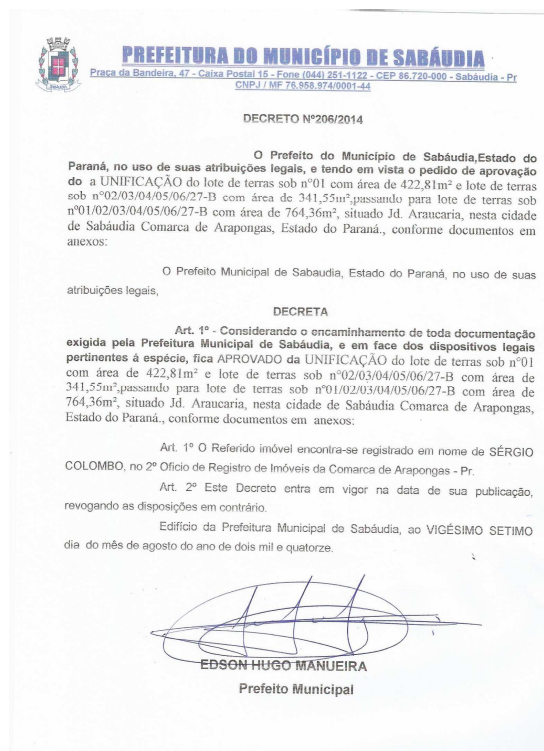 PREFEITURA DO MUNICÍPIO DE SABÁUDIA
Praça da Bandeira, 47 - Caixa Postal 15 - Fone (044) 251-1122 - CEP 86.720-000 - Sabáudia - Pr
CNPJ / MF 76.958.974/0001-44
DECRETO Nº206/2014
O Prefeito do Município de Sabáudia,Estado do
Paraná, no uso de suas atribuições legais, e tendo em vista o pedido de aprovação
do a UNIFICAÇÃO do lote de terras sob n°01 com área de 422,81m² e lote de terras
sob n°02/03/04/05/06/27-B com área de 341,55m²,passando para lote de terras sob
nº01/02/03/04/05/06/27-B com área de 764,36m², situado Jd. Araucaria, nesta cidade
de Sabáudia Comarca de Arapongas, Estado do Paraná., conforme documentos em
anexos:
O Prefeito Municipal de Sabaudia, Estado do Paraná, no uso de suas
atribuições legais,
DECRETA
Art. 1º - Considerando o encaminhamento de toda documentação
exigida pela Prefeitura Municipal de Sabáudia, e em face dos dispositivos legais
pertinentes á espécie, fica APROVADO da UNIFICAÇÃO do lote de terras sob n°01
com área de 422,81m² e lote de terras sob n°02/03/04/05/06/27-B com área de
341,55m²,passando para lote de terras sob n°01/02/03/04/05/06/27-B com área de
764,36m², situado Jd. Araucaria, nesta cidade de Sabáudia Comarca de Arapongas,
Estado do Paraná., conforme documentos em anexos:
Art. 1º O Referido imóvel encontra-se registrado em nome de SÉRGIO
COLOMBO, no 2º Oficio de Registro de Imóveis da Comarca de Arapongas - Pr.
Art. 2º Este Decreto entra em vigor na data de sua publicação,
revogando as disposições em contrário.
Edifício da Prefeitura Municipal de Sabáudia, ao VIGÉSIMO SETIMO
dia do mês de agosto do ano de dois mil e quatorze.
EDSON HUGO MANUEIRA
Prefeito Municipal